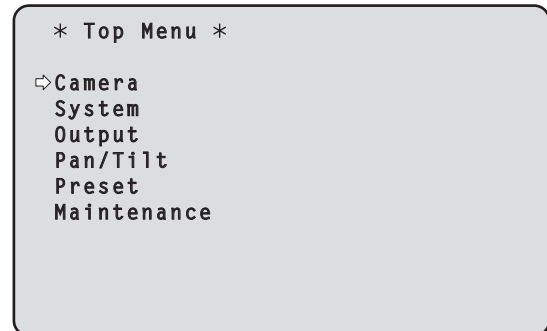 * Top Menu *
⇨Camera
System
Output
Pan/Tilt
Preset
Maintenance